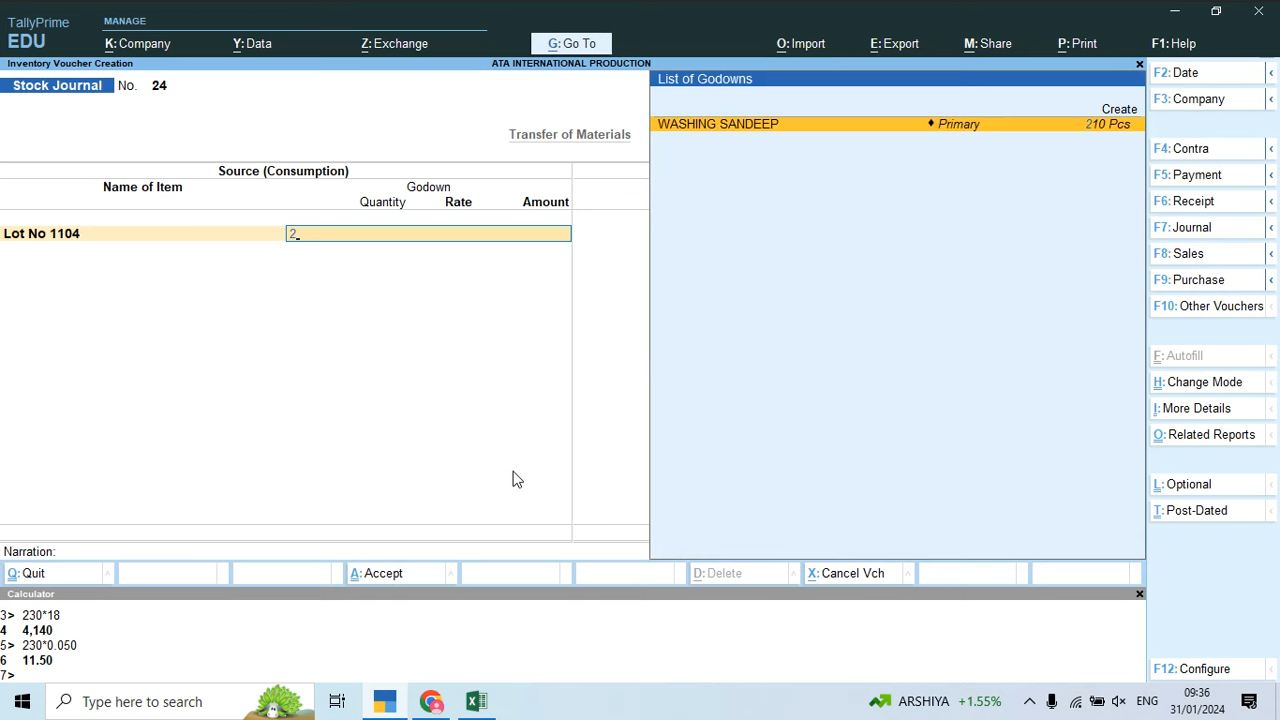 TallyPrime
EDU
MANAGE
K: Company
Y: Data
Z: Exchange
G: Go To
O: Import
E: Export
M: Share
P: Print
F1: Help
Inventory Voucher Creation
ATA INTERNATIONAL PRODUCTION
Stock Journal No. 24
Transfer of Materials
Source (Consumption)
Name of Item
Godown
Quantity
Rate
Amount
Lot No 1104
2
Narration:
List of Godowns
Create
WASHING SANDEEP ♦ Primary 210 Pcs
F2: Date
F3: Company
F4: Contra
F5: Payment
F6: Receipt
F7: Journal
F8: Sales
F9: Purchase
F10: Other Vouchers
F: Autofill
H: Change Mode
I: More Details
O: Related Reports
L: Optional
T: Post-Dated
F12: Configure
Q: Quit
A: Accept
D: Delete
X: Cancel Vch
Calculator
3> 230*18
4 4,140
5> 230*0.050
6 11.50
7>
Type here to search
ARSHIYA +1.55%
ENG
09:36
31/01/2024